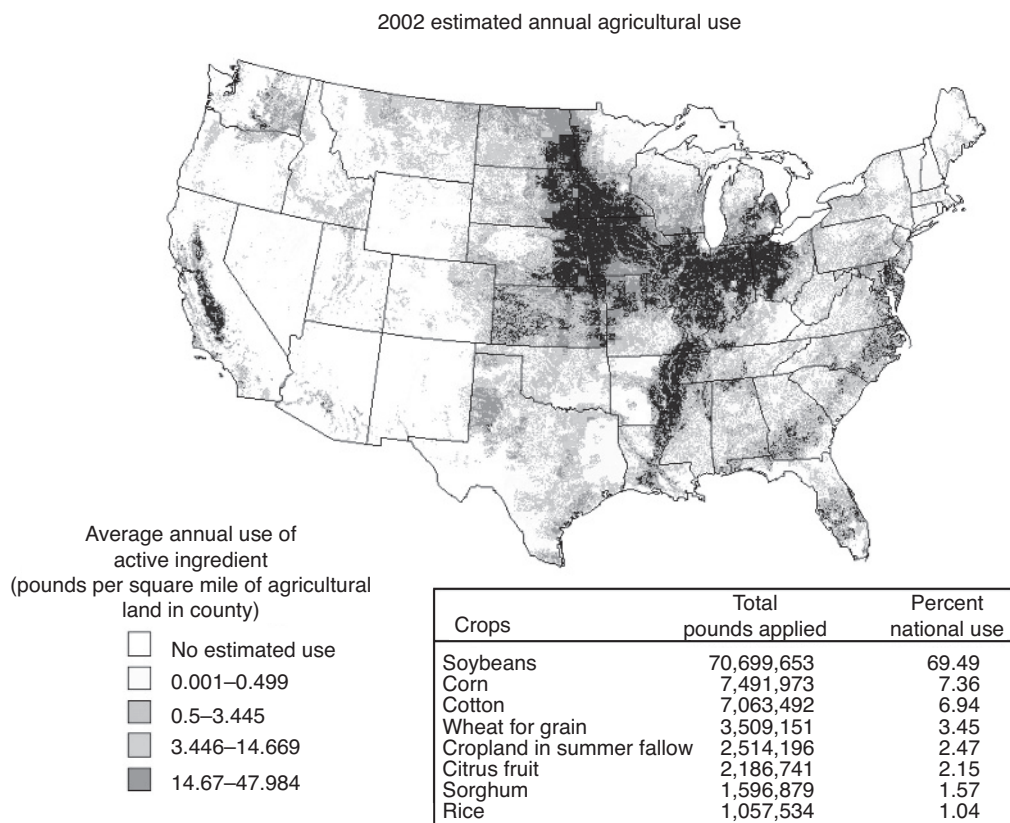 2002 estimated annual agricultural use
Average annual use of
active ingredient
(pounds per square mile of agricultural
land in county)
No estimated use
0.001–0.499
0.5–3.445
3.446–14.669
14.67–47.984
Crops Total pounds applied Percent national use
Soybeans 70,699,653 69.49
Corn 7,491,973 7.36
Cotton 7,063,492 6.94
Wheat for grain 3,509,151 3.45
Cropland in summer fallow 2,514,196 2.47
Citrus fruit 2,186,741 2.15
Sorghum 1,596,879 1.57
Rice 1,057,534 1.04